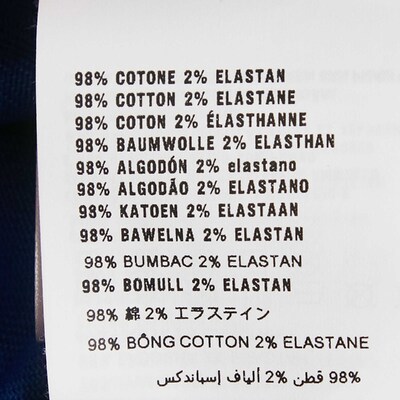 98% COTONE 2% ELASTAN
98% COTTON 2% ELASTANE
98% COTON 2% ÉLASTHANNE
98% BAUMWOLLE 2% ELASTHAN
98% ALGODÓN 2% elastano
98% ALGODÃO 2% ELASTANO
98% KATOEN 2% ELASTAAN
98% BAWELNA 2% ELASTAN
98% BUMBAC 2% ELASTAN
98% BOMULL 2% ELASTAN
98% 綿 2% エラステイン
98% BÔNG COTTON 2% ELASTANE
98% قطن 2% ألياف إسباندكس